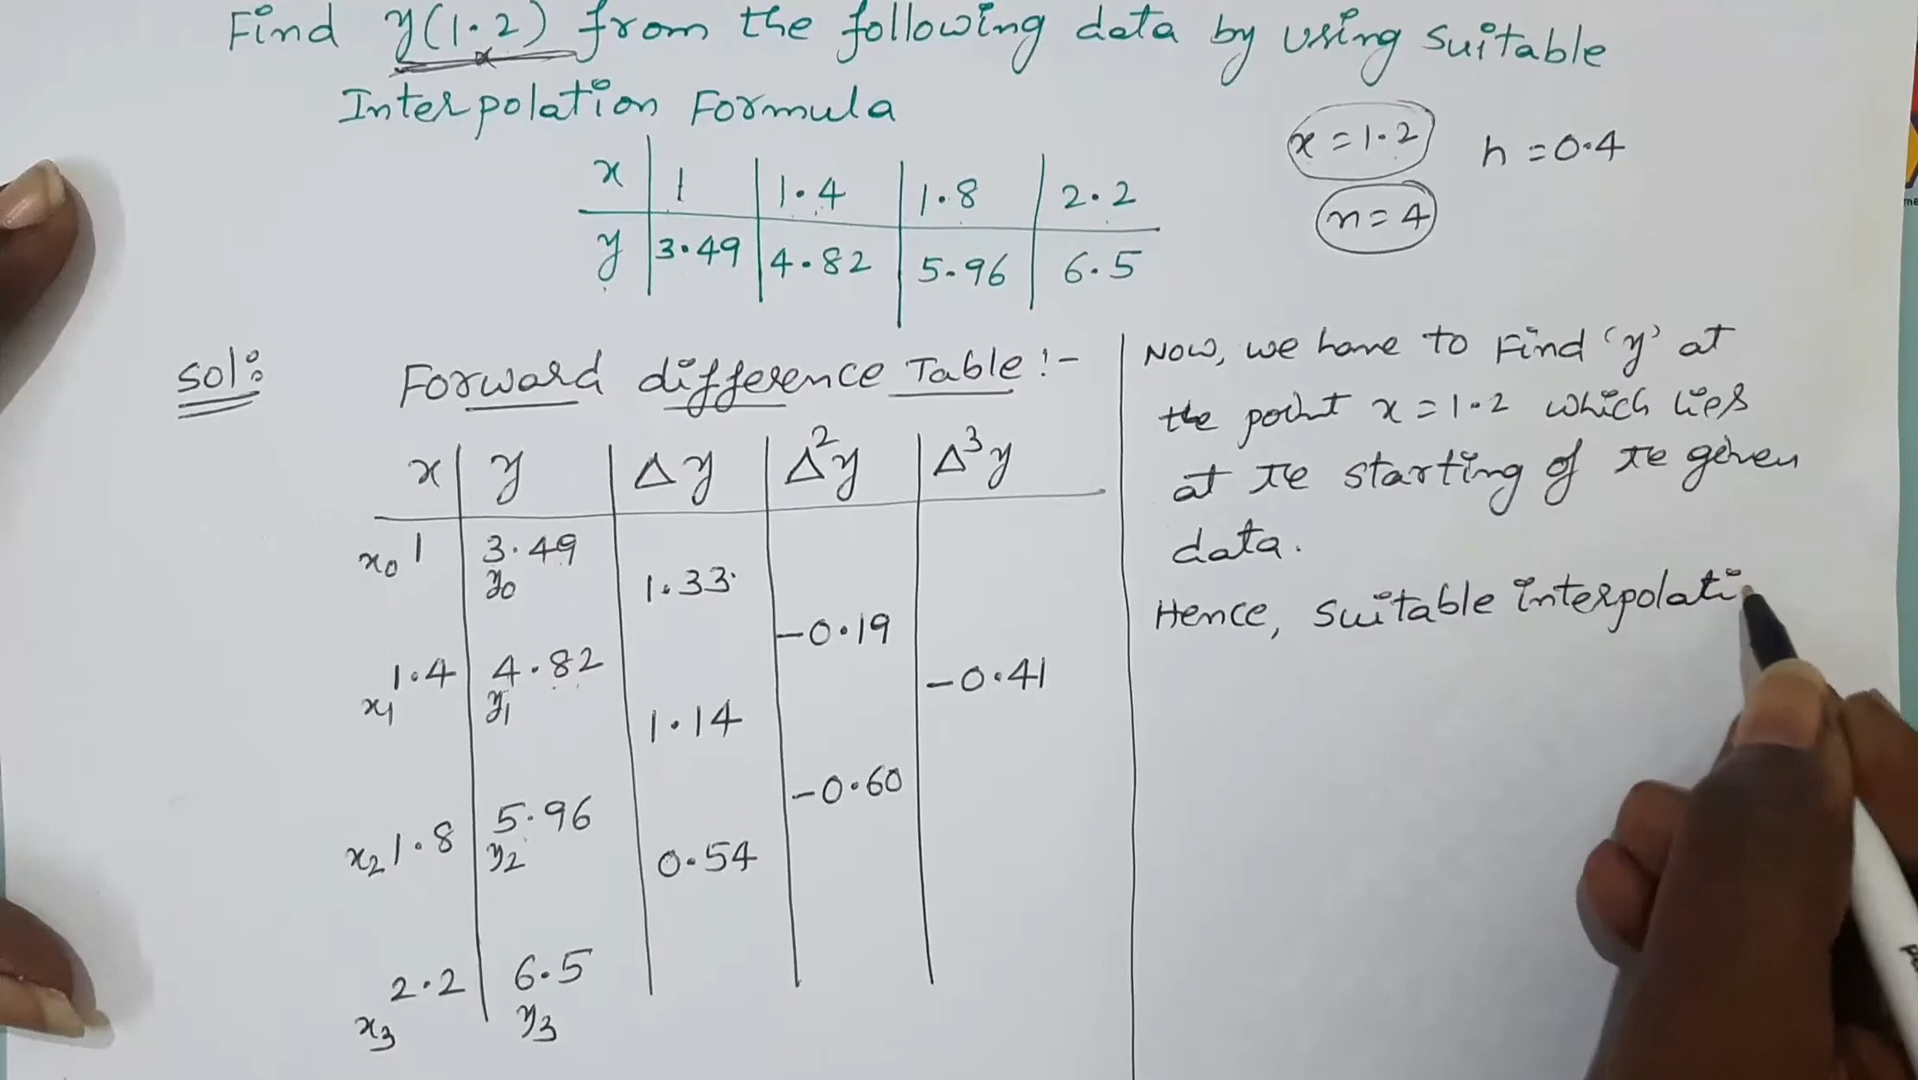 Find y(1.2) from the following data by using suitable
Interpolation Formula
x = 1.2 h = 0.4
n = 4
x | 1 | 1.4 | 1.8 | 2.2
y | 3.49 | 4.82 | 5.96 | 6.5
Sol:
Forward difference Table:-
x | y | Δy | Δ²y | Δ³y
x₀ 1 3.49
y₀
1.33
-0.19
x₁ 1.4 4.82
y₁
-0.41
1.14
-0.60
x₂ 1.8 5.96
y₂
0.54
x₃ 2.2 6.5
y₃
Now, we have to Find 'y' at
the point x = 1.2 which lies
at te starting of te given
data.
Hence, suitable interpolati